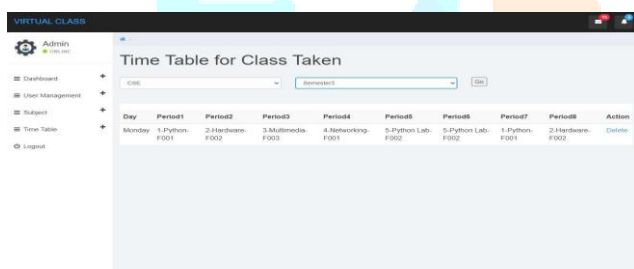 VIRTUAL CLASS
Admin
Time Table for Class Taken
Dashboard
User Management
Subject
Time Table
Logout
CSE
Semester3
Go
Day Period1 Period2 Period3 Period4 Period5 Period6 Period7 Period8 Action
Monday 1-Python- 2-Hardware- 3-Multimedia- 4-Networking- 5-Python Lab- 5-Python Lab- 1-Python- 2-Hardware- Delete
F001 F002 F003 F001 F002 F002 F001 F002